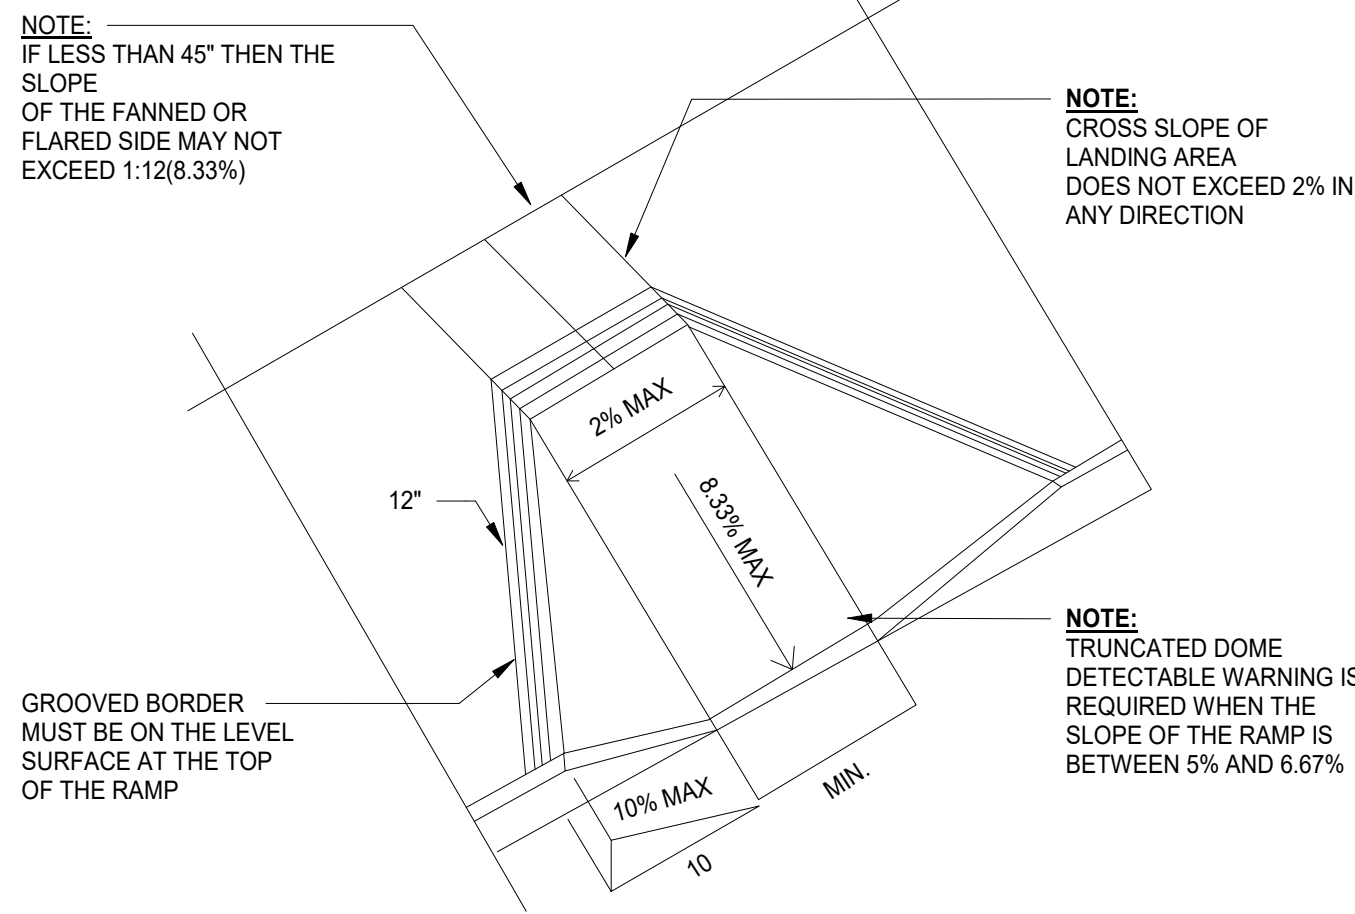 NOTE:
IF LESS THAN 45" THEN THE
SLOPE
OF THE FANNED OR
FLARED SIDE MAY NOT
EXCEED 1:12(8.33%)
NOTE:
CROSS SLOPE OF
LANDING AREA
DOES NOT EXCEED 2% IN
ANY DIRECTION
2% MAX
8.33% MAX
12"
GROOVED BORDER
MUST BE ON THE LEVEL
SURFACE AT THE TOP
OF THE RAMP
NOTE:
TRUNCATED DOME
DETECTABLE WARNING IS
REQUIRED WHEN THE
SLOPE OF THE RAMP IS
BETWEEN 5% AND 6.67%
MIN.
10% MAX
10